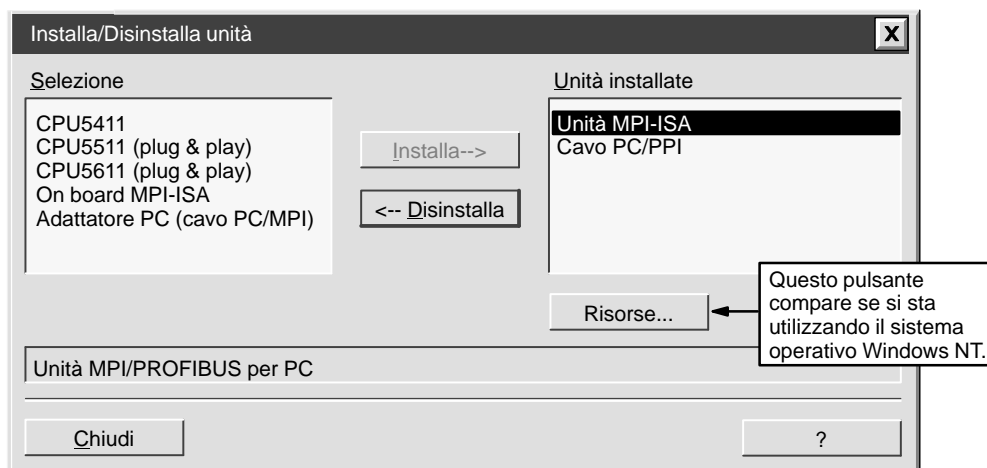 Installa/Disinstalla unità
X
Selezione
Unità installate
CPU5411
CPU5511 (plug & play)
CPU5611 (plug & play)
On board MPI-ISA
Adattatore PC (cavo PC/MPI)
Installa-->
<-- Disinstalla
Unità MPI-ISA
Cavo PC/PPI
Risorse...
Questo pulsante
compare se si sta
utilizzando il sistema
operativo Windows NT.
Unità MPI/PROFIBUS per PC
Chiudi
?